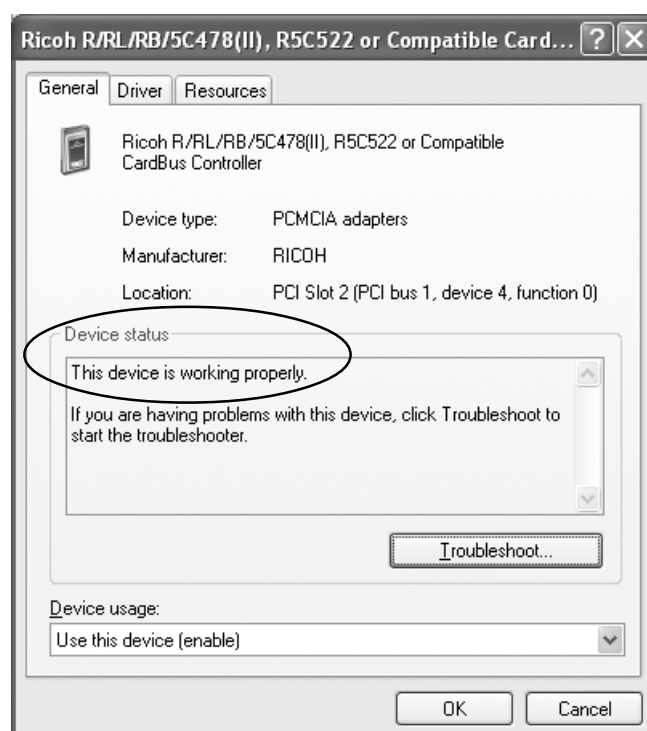 Ricoh R/RL/RB/5C478(II), R5C522 or Compatible Card...
General Driver Resources
Ricoh R/RL/RB/5C478(II), R5C522 or Compatible
CardBus Controller
Device type: PCMCIA adapters
Manufacturer: RICOH
Location: PCI Slot 2 (PCI bus 1, device 4, function 0)
Device status
This device is working properly.
If you are having problems with this device, click Troubleshoot to
start the troubleshooter.
Troubleshoot...
Device usage:
Use this device (enable)
OK Cancel